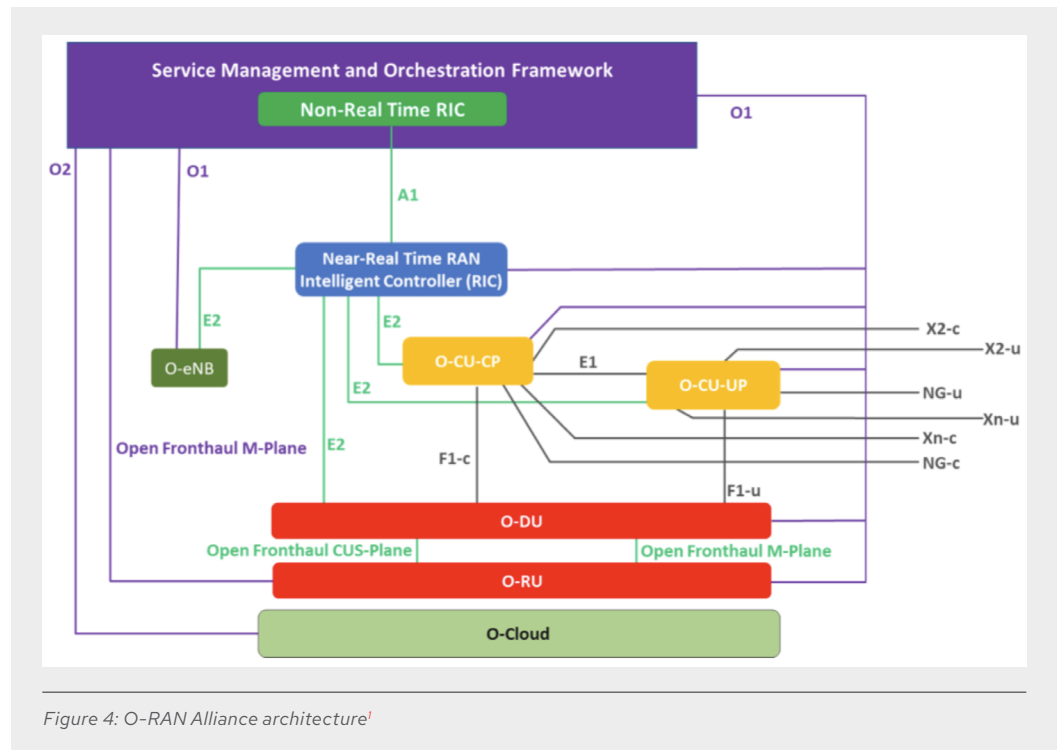 Service Management and Orchestration Framework
Non-Real Time RIC
O1
O2
O1
A1
Near-Real Time RAN
Intelligent Controller (RIC)
E2
E2
X2-c
X2-u
O-CU-CP
E1
O-eNB
O-CU-UP
E2
NG-u
Xn-u
Open Fronthaul M-Plane
E2
Xn-c
F1-c
NG-c
F1-u
O-DU
Open Fronthaul CUS-Plane
Open Fronthaul M-Plane
O-RU
O-Cloud
Figure 4: O-RAN Alliance architecture¹